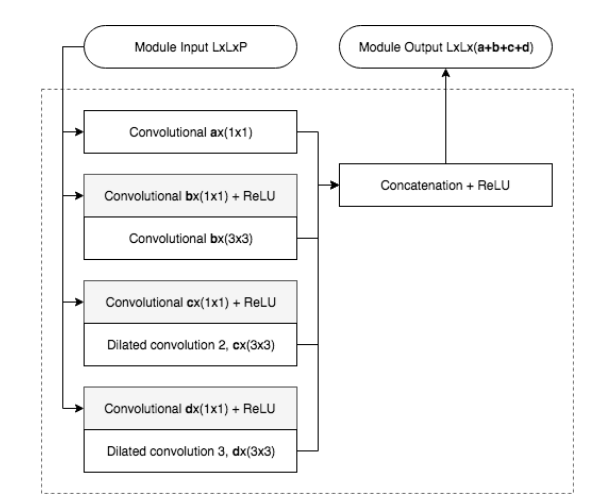 Module Input LxLxP
Module Output LxLx(a+b+c+d)
Convolutional ax(1x1)
Convolutional bx(1x1) + ReLU
Convolutional bx(3x3)
Convolutional cx(1x1) + ReLU
Dilated convolution 2, cx(3x3)
Convolutional dx(1x1) + ReLU
Dilated convolution 3, dx(3x3)
Concatenation + ReLU